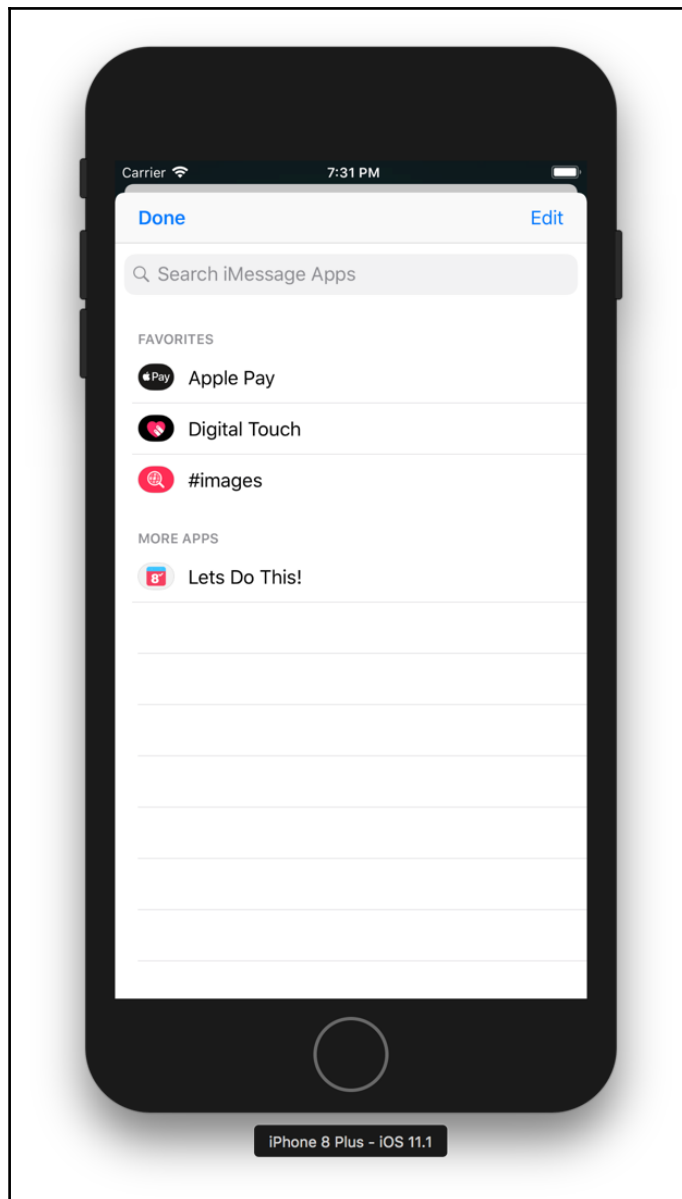 Carrier 7:31 PM
Done Edit
Search iMessage Apps
FAVORITES
Pay Apple Pay
Digital Touch
#images
MORE APPS
8 Lets Do This!
iPhone 8 Plus - iOS 11.1